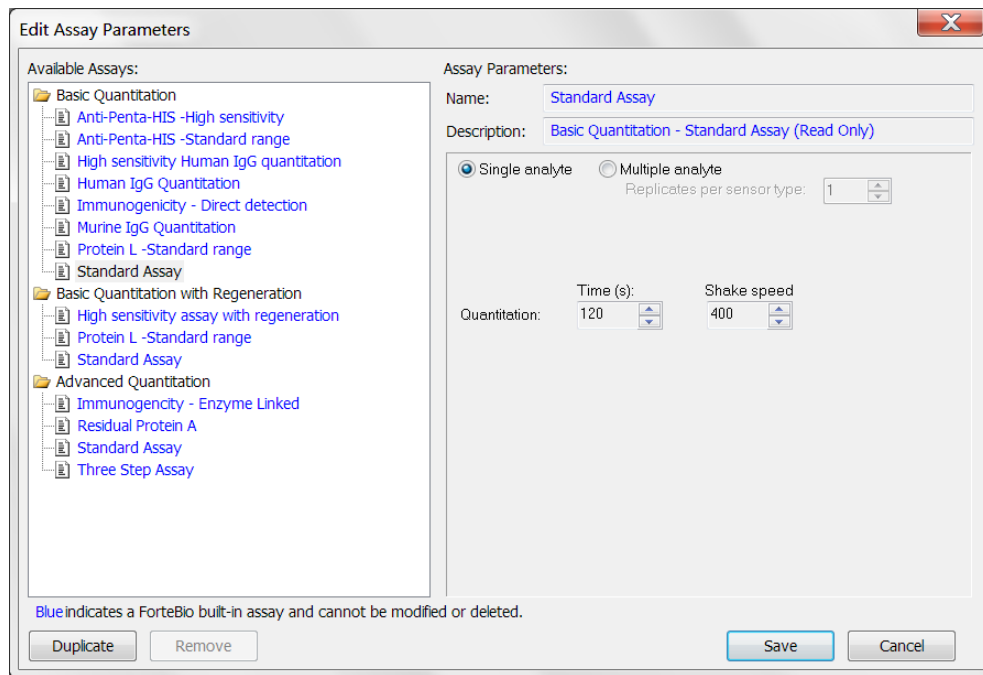 Edit Assay Parameters
Available Assays:
Basic Quantitation
Anti-Penta-HIS -High sensitivity
Anti-Penta-HIS -Standard range
High sensitivity Human IgG quantitation
Human IgG Quantitation
Immunogenicity - Direct detection
Murine IgG Quantitation
Protein L -Standard range
Standard Assay
Basic Quantitation with Regeneration
High sensitivity assay with regeneration
Protein L -Standard range
Standard Assay
Advanced Quantitation
Immunogencity - Enzyme Linked
Residual Protein A
Standard Assay
Three Step Assay
Assay Parameters:
Name: Standard Assay
Description: Basic Quantitation - Standard Assay (Read Only)
Single analyte Multiple analyte
Replicates per sensor type: 1
Time (s): Shake speed
Quantitation: 120 400
Blue indicates a ForteBio built-in assay and cannot be modified or deleted.
Duplicate Remove Save Cancel